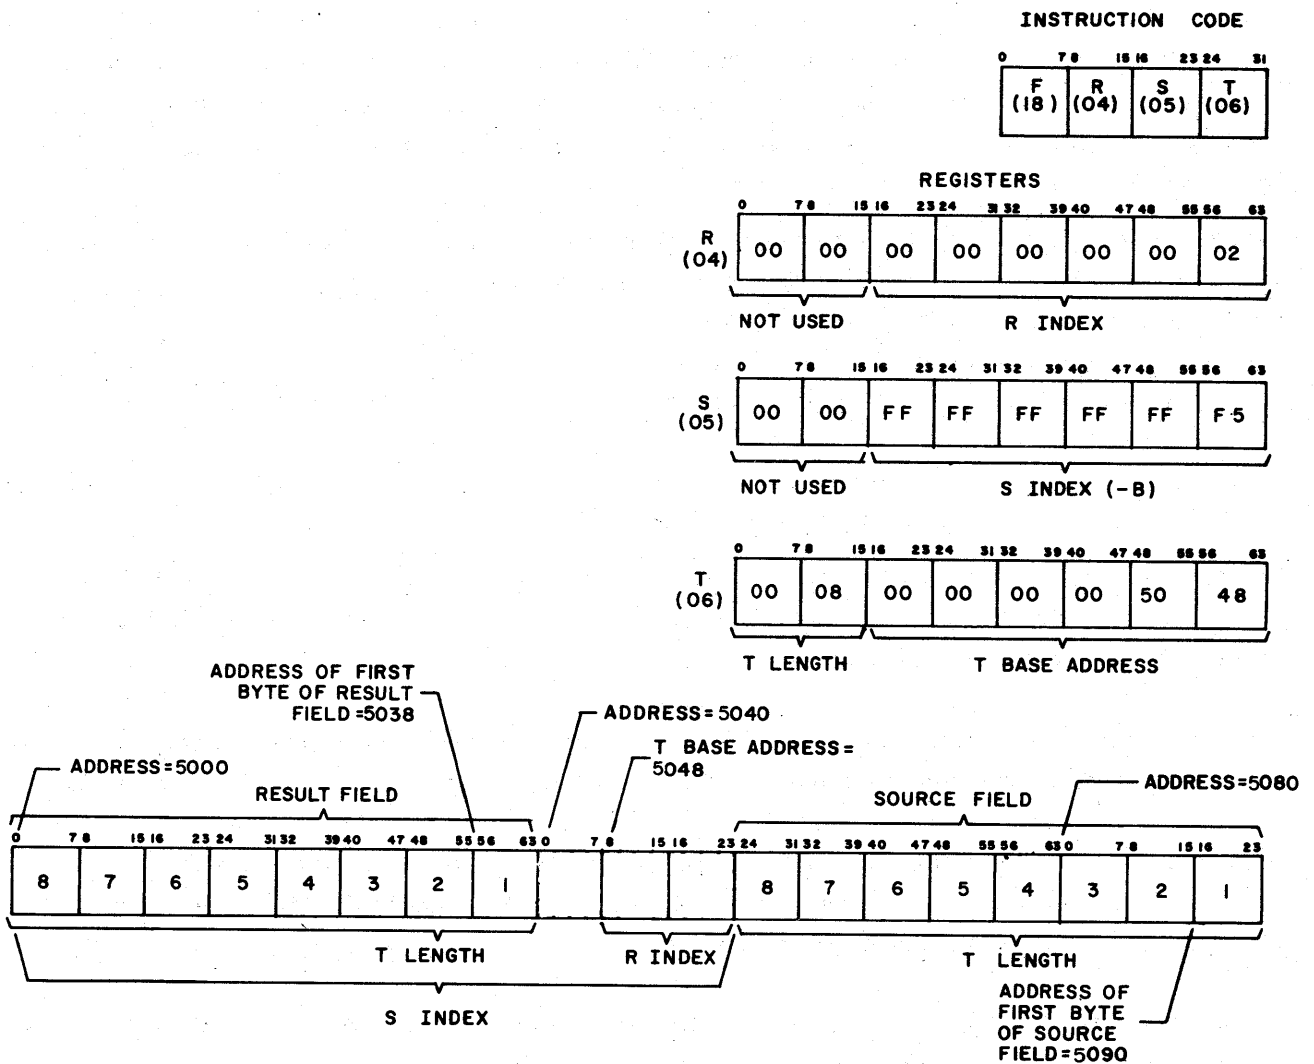 INSTRUCTION CODE
0 7 8 15 16 23 24 31
F R S T
(18) (04) (05) (06)
REGISTERS
0 7 8 15 16 23 24 31 32 39 40 47 48 55 56 63
R
(04)
00 00 00 00 00 00 00 02
NOT USED R INDEX
0 7 8 15 16 23 24 31 32 39 40 47 48 55 56 63
S
(05)
00 00 FF FF FF FF FF F5
NOT USED S INDEX (-B)
0 7 8 15 16 23 24 31 32 39 40 47 48 55 56 63
T
(06)
00 08 00 00 00 00 50 48
T LENGTH T BASE ADDRESS
ADDRESS OF FIRST
BYTE OF RESULT
FIELD=5038
ADDRESS=5040
T BASE ADDRESS=
5048
ADDRESS=5000
ADDRESS=5080
RESULT FIELD
SOURCE FIELD
0 7 8 15 16 23 24 31 32 39 40 47 48 55 56 63 0 7 8 15 16 23 24 31 32 39 40 47 48 55 56 63 0 7 8 15 16 23
8 7 6 5 4 3 2 1 8 7 6 5 4 3 2 1
T LENGTH R INDEX T LENGTH
S INDEX
ADDRESS OF
FIRST BYTE
OF SOURCE
FIELD=5090